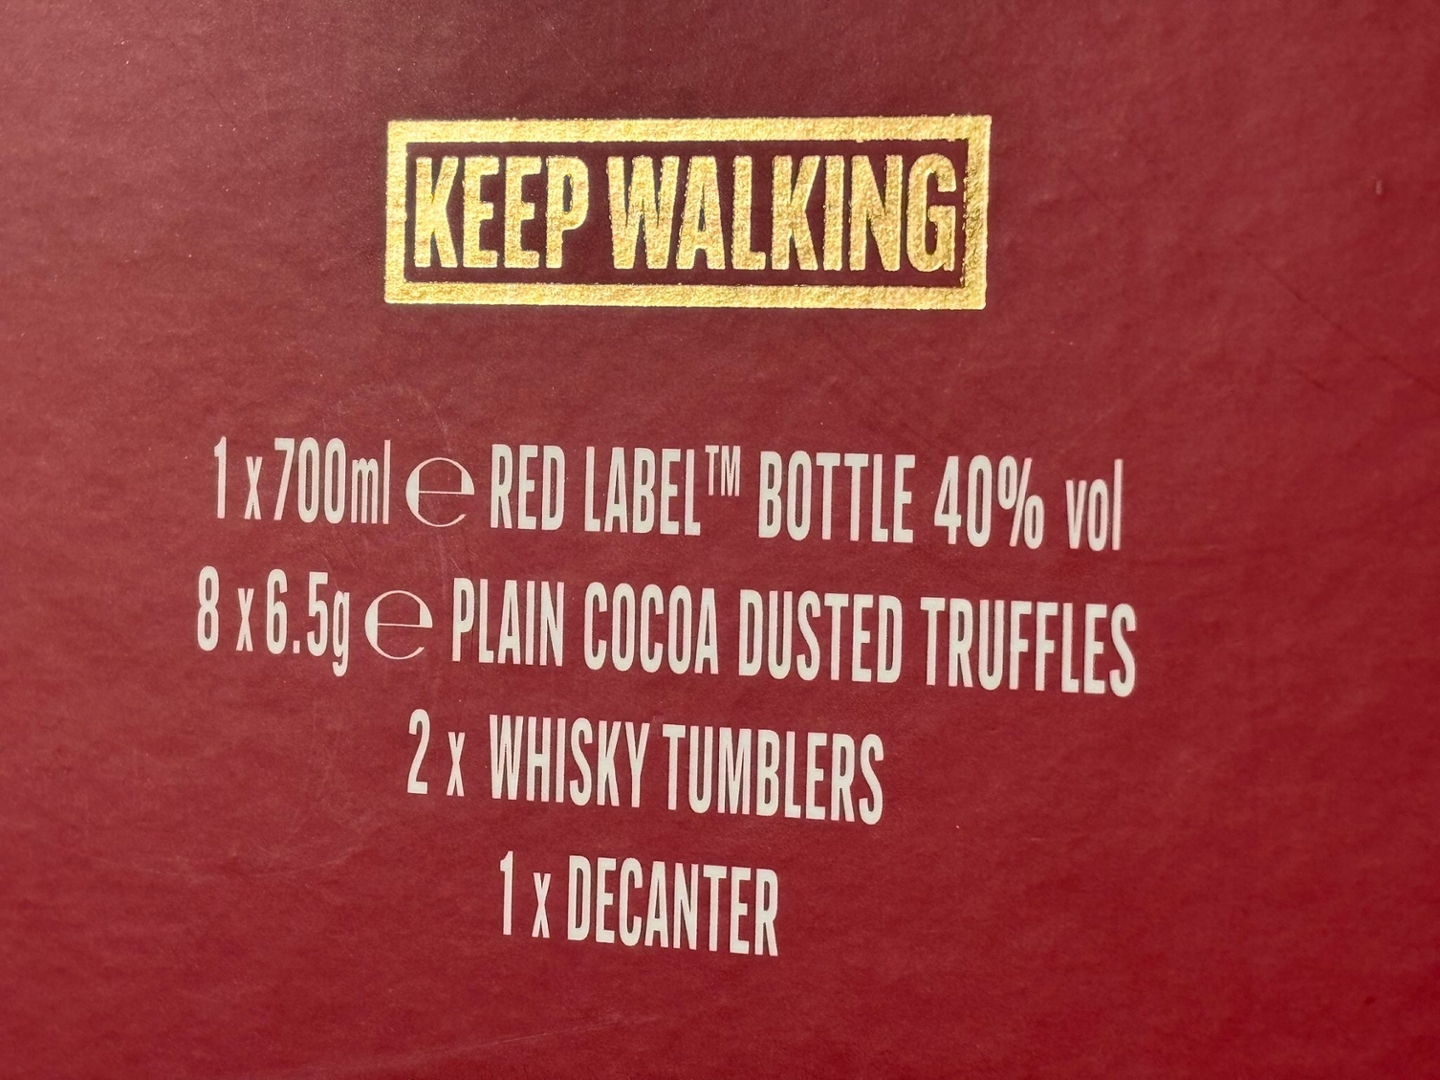 KEEP WALKING
1 x 700ml ℮ RED LABEL™ BOTTLE 40% vol
8 x 6.5g ℮ PLAIN COCOA DUSTED TRUFFLES
2 x WHISKY TUMBLERS
1 x DECANTER